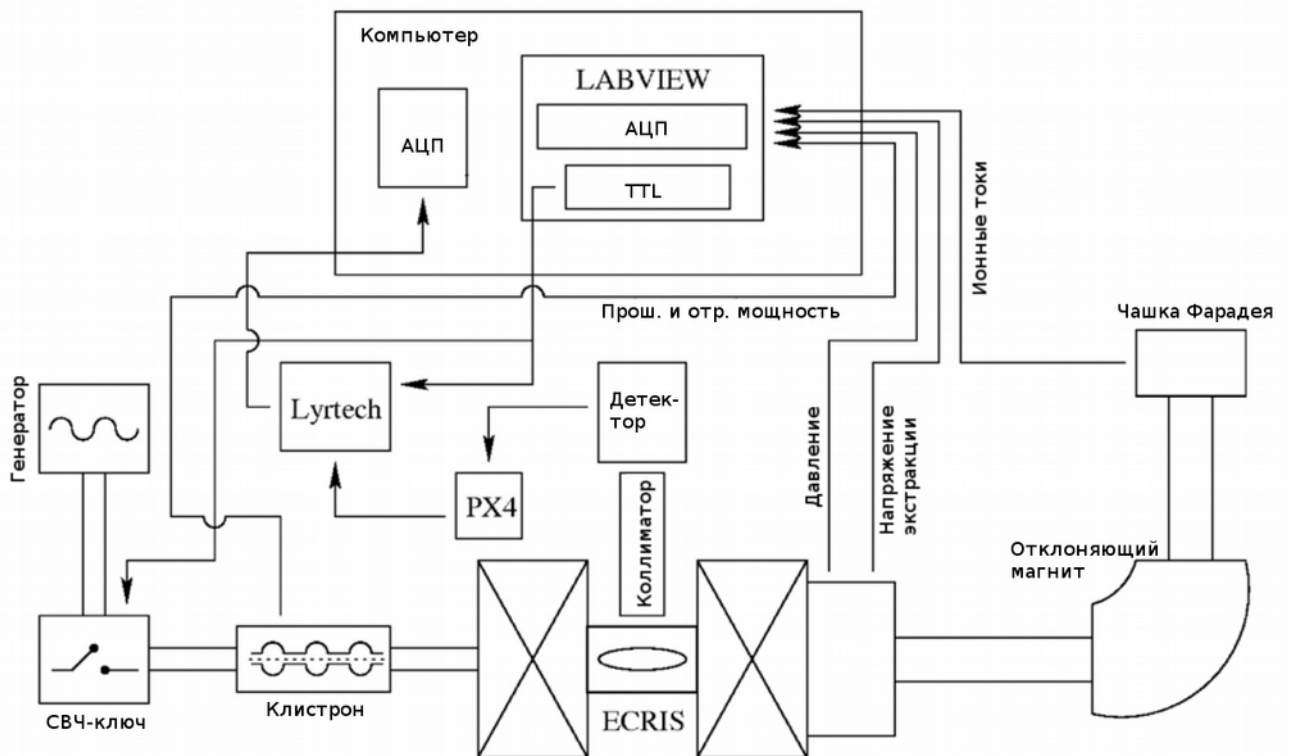 Компьютер
LABVIEW
АЦП
АЦП
TTL
Ионные токи
Прош. и отр. мощность
Чашка Фарадея
Генератор
Lyrtech
Детек-
тор
Давление
Напряжение
экстракции
PX4
Коллиматор
Отклоняющий
магнит
СВЧ-ключ
Клистрон
ECRIS